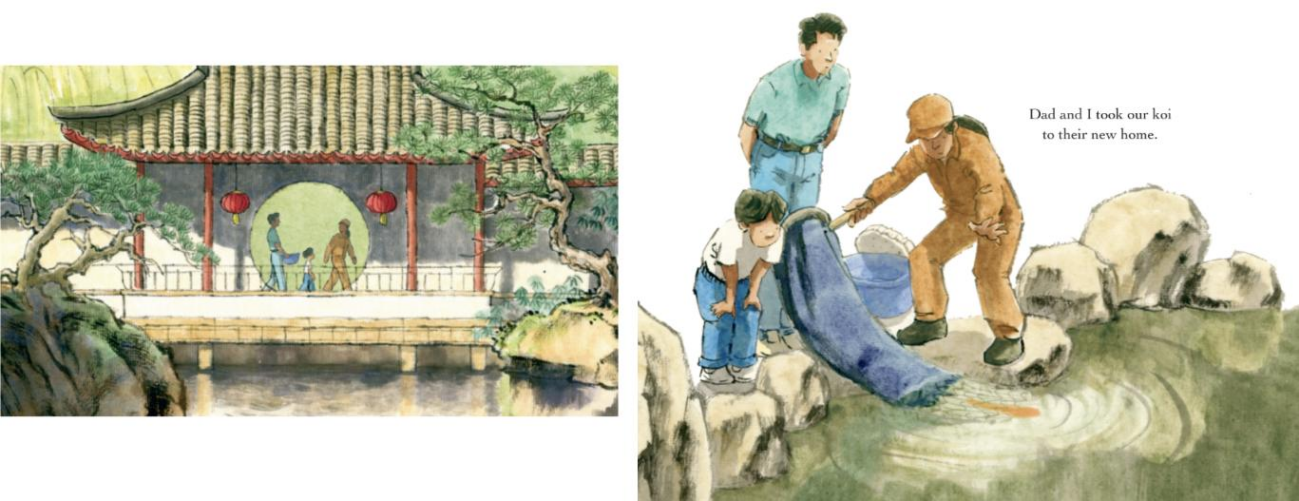 Dad and I took our koi
to their new home.